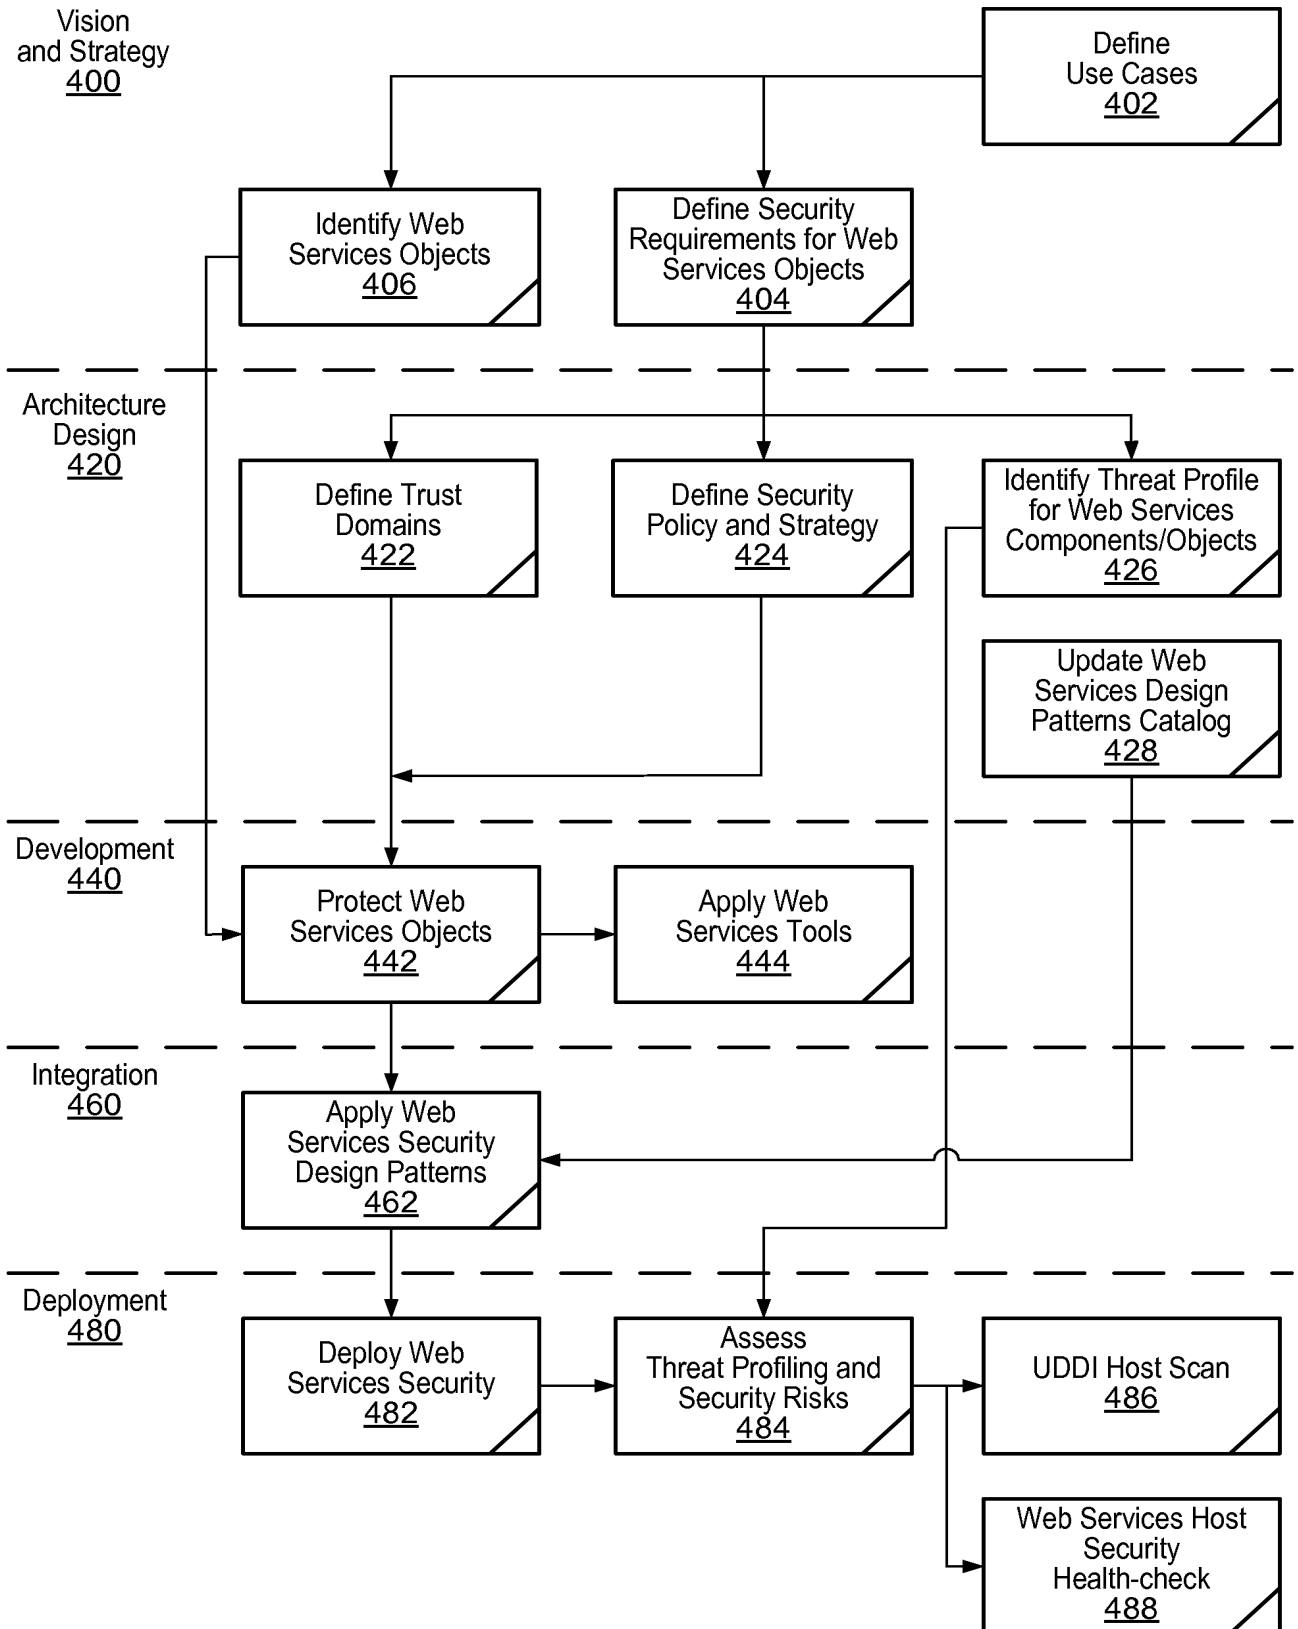 Vision
and Strategy
400
Define
Use Cases
402
Identify Web
Services Objects
406
Define Security
Requirements for Web
Services Objects
404
Architecture
Design
420
Define Trust
Domains
422
Define Security
Policy and Strategy
424
Identify Threat Profile
for Web Services
Components/Objects
426
Update Web
Services Design
Patterns Catalog
428
Development
440
Protect Web
Services Objects
442
Apply Web
Services Tools
444
Integration
460
Apply Web
Services Security
Design Patterns
462
Deployment
480
Deploy Web
Services Security
482
Assess
Threat Profiling and
Security Risks
484
UDDI Host Scan
486
Web Services Host
Security
Health-check
488